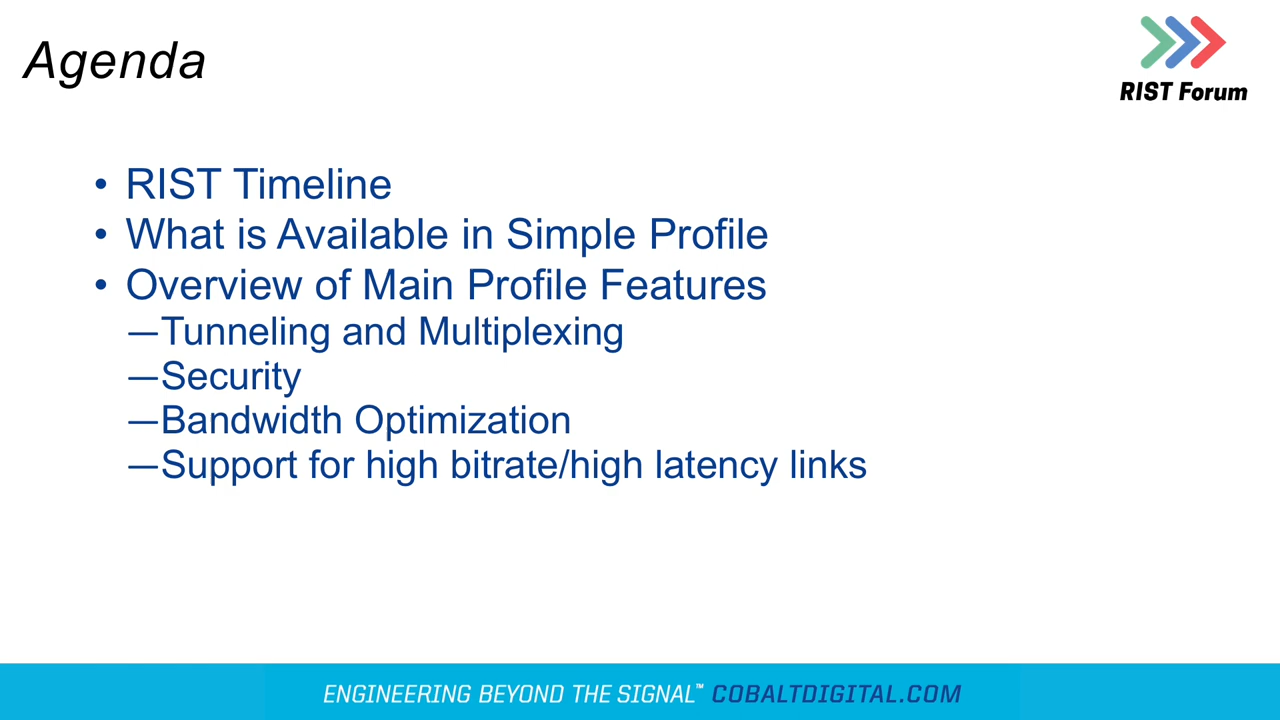 Agenda
RIST Forum
• RIST Timeline
• What is Available in Simple Profile
• Overview of Main Profile Features
—Tunneling and Multiplexing
—Security
—Bandwidth Optimization
—Support for high bitrate/high latency links
ENGINEERING BEYOND THE SIGNAL™ COBALTDIGITAL.COM